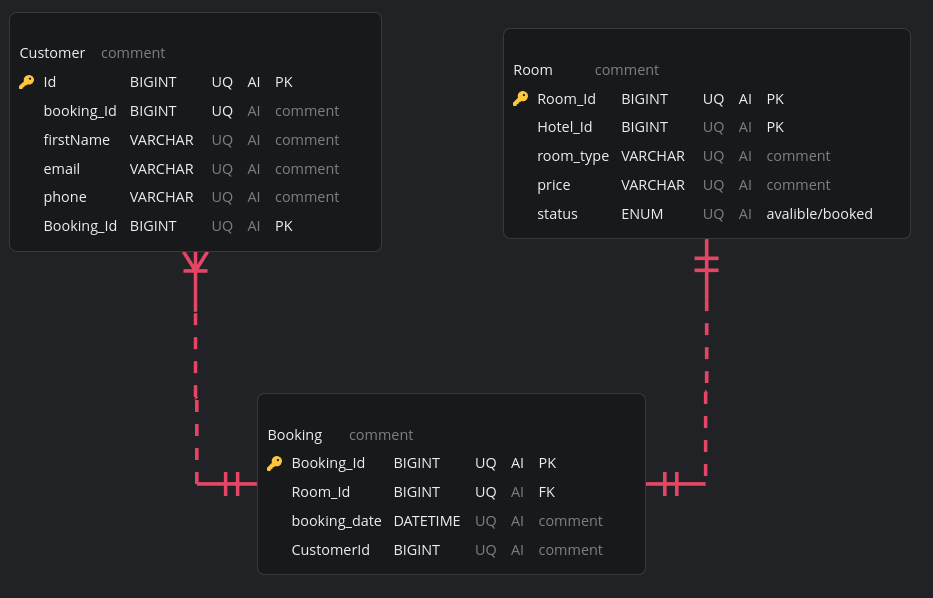 Customer comment
Id BIGINT UQ AI PK
booking_Id BIGINT UQ AI comment
firstName VARCHAR UQ AI comment
email VARCHAR UQ AI comment
phone VARCHAR UQ AI comment
Booking_Id BIGINT UQ AI PK
Room comment
Room_Id BIGINT UQ AI PK
Hotel_Id BIGINT UQ AI PK
room_type VARCHAR UQ AI comment
price VARCHAR UQ AI comment
status ENUM UQ AI avalible/booked
Booking comment
Booking_Id BIGINT UQ AI PK
Room_Id BIGINT UQ AI FK
booking_date DATETIME UQ AI comment
CustomerId BIGINT UQ AI comment